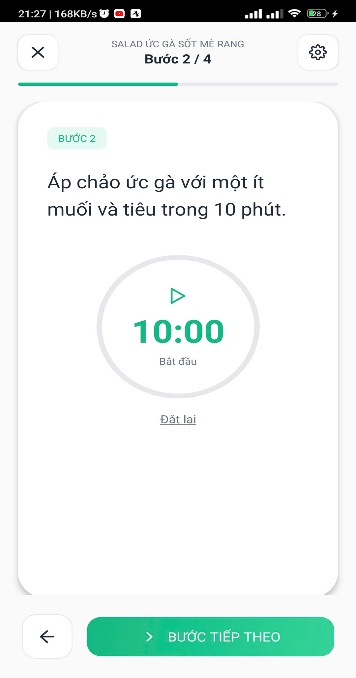 21:27 | 168KB/s
28
SALAD ỨC GÀ SỐT MÈ RANG
Bước 2 / 4
BƯỚC 2
Áp chảo ức gà với một ít
muối và tiêu trong 10 phút.
10:00
Bắt đầu
Đặt lại
BƯỚC TIẾP THEO